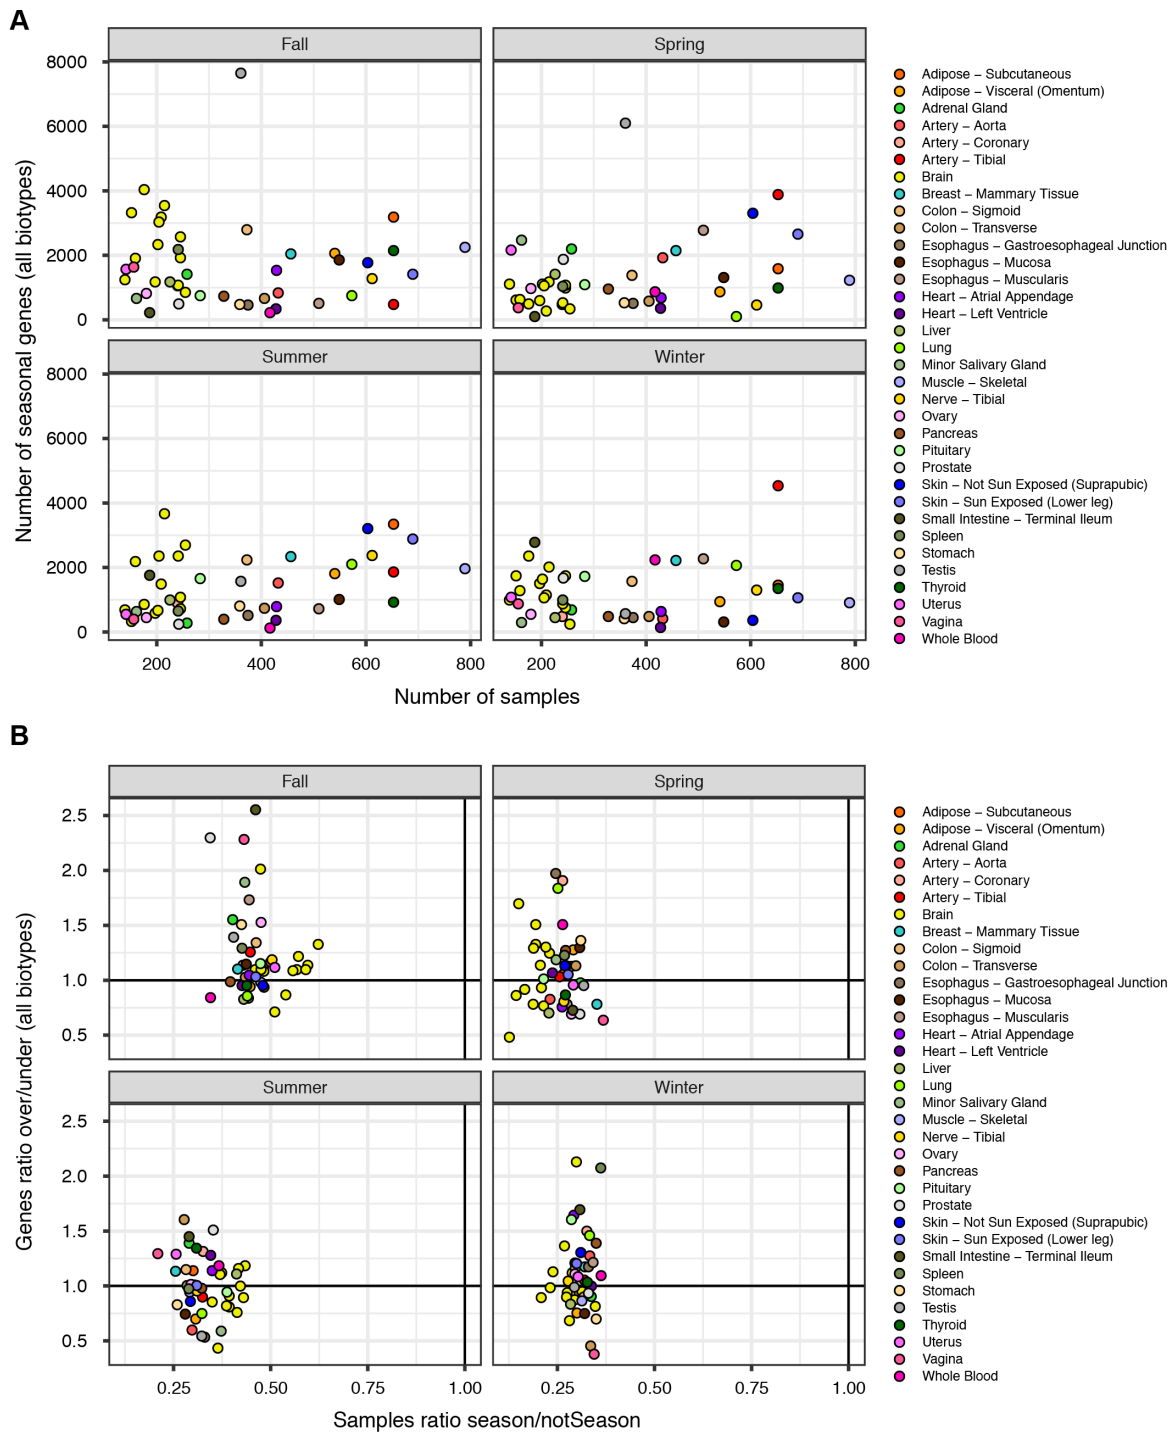 A
Fall
Spring
8000
6000
4000
2000
0
Summer
Winter
8000
6000
4000
2000
0
200
400
600
800
200
400
600
800
Number of seasonal genes (all biotypes)
Number of samples
Adipose − Subcutaneous
Adipose − Visceral (Omentum)
Adrenal Gland
Artery − Aorta
Artery − Coronary
Artery − Tibial
Brain
Breast − Mammary Tissue
Colon − Sigmoid
Colon − Transverse
Esophagus − Gastroesophageal Junction
Esophagus − Mucosa
Esophagus − Muscularis
Heart − Atrial Appendage
Heart − Left Ventricle
Liver
Lung
Minor Salivary Gland
Muscle − Skeletal
Nerve − Tibial
Ovary
Pancreas
Pituitary
Prostate
Skin − Not Sun Exposed (Suprapubic)
Skin − Sun Exposed (Lower leg)
Small Intestine − Terminal Ileum
Spleen
Stomach
Testis
Thyroid
Uterus
Vagina
Whole Blood
B
Fall
Spring
2.5
2.0
1.5
1.0
0.5
Summer
Winter
2.5
2.0
1.5
1.0
0.5
0.25
0.50
0.75
1.00
0.25
0.50
0.75
1.00
Genes ratio over/under (all biotypes)
Samples ratio season/notSeason
Adipose − Subcutaneous
Adipose − Visceral (Omentum)
Adrenal Gland
Artery − Aorta
Artery − Coronary
Artery − Tibial
Brain
Breast − Mammary Tissue
Colon − Sigmoid
Colon − Transverse
Esophagus − Gastroesophageal Junction
Esophagus − Mucosa
Esophagus − Muscularis
Heart − Atrial Appendage
Heart − Left Ventricle
Liver
Lung
Minor Salivary Gland
Muscle − Skeletal
Nerve − Tibial
Ovary
Pancreas
Pituitary
Prostate
Skin − Not Sun Exposed (Suprapubic)
Skin − Sun Exposed (Lower leg)
Small Intestine − Terminal Ileum
Spleen
Stomach
Testis
Thyroid
Uterus
Vagina
Whole Blood